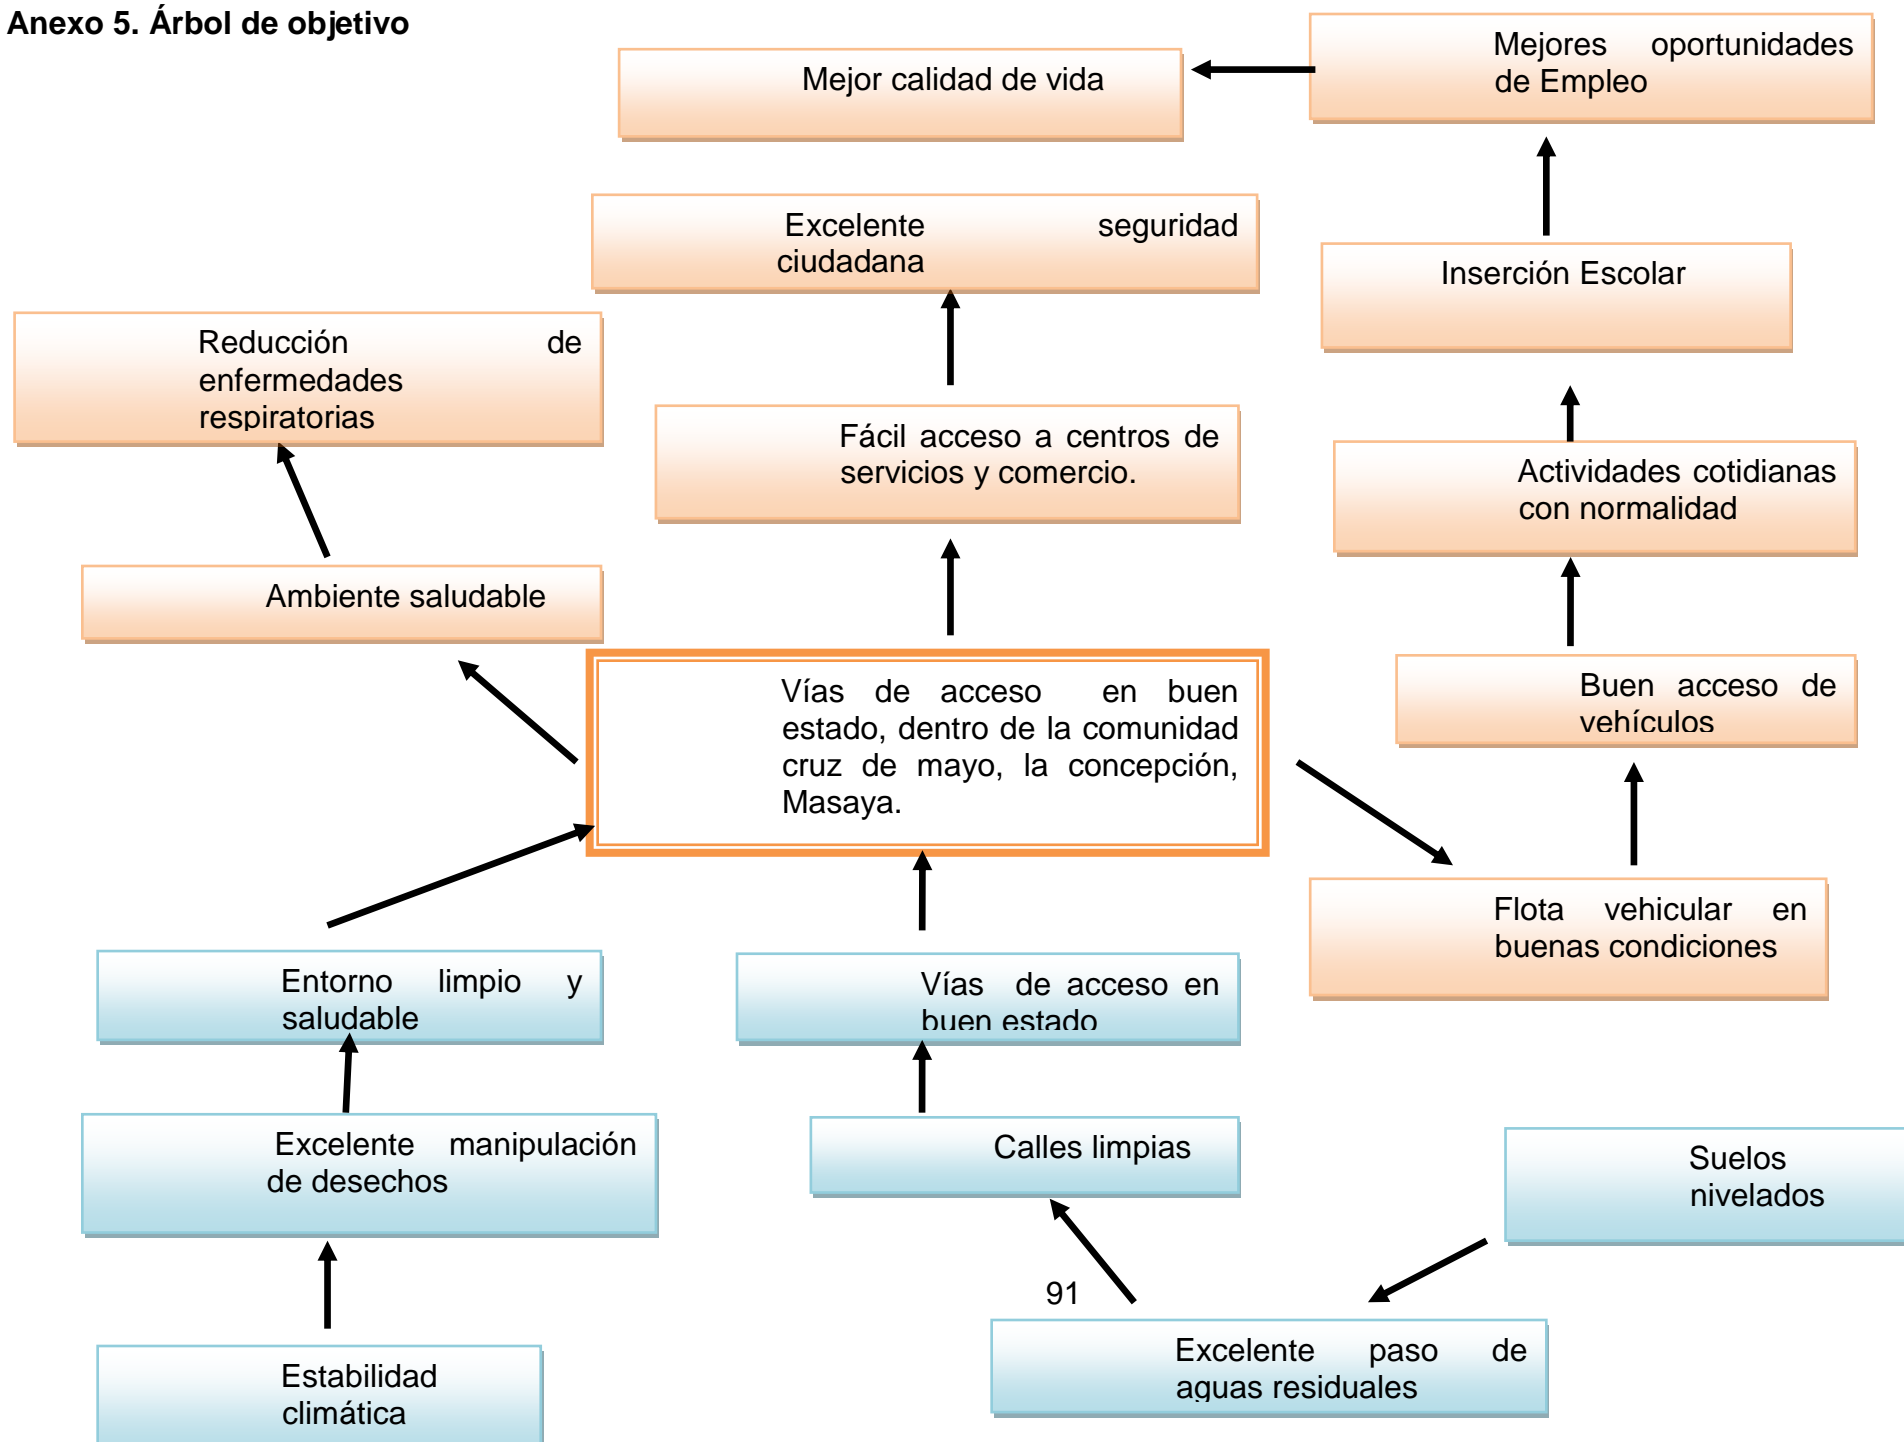 Anexo 5. Árbol de objetivo
Mejores oportunidades
de Empleo
Mejor calidad de vida
Excelente seguridad
ciudadana
Inserción Escolar
Reducción de
enfermedades
respiratorias
Fácil acceso a centros de
servicios y comercio.
Actividades cotidianas
con normalidad
Ambiente saludable
Vías de acceso en buen
estado, dentro de la comunidad
cruz de mayo, la concepción,
Masaya.
Buen acceso de
vehículos
Flota vehicular en
buenas condiciones
Entorno limpio y
saludable
Vías de acceso en
buen estado
Excelente manipulación
de desechos
Calles limpias
Suelos
nivelados
91
Excelente paso de
aguas residuales
Estabilidad
climática